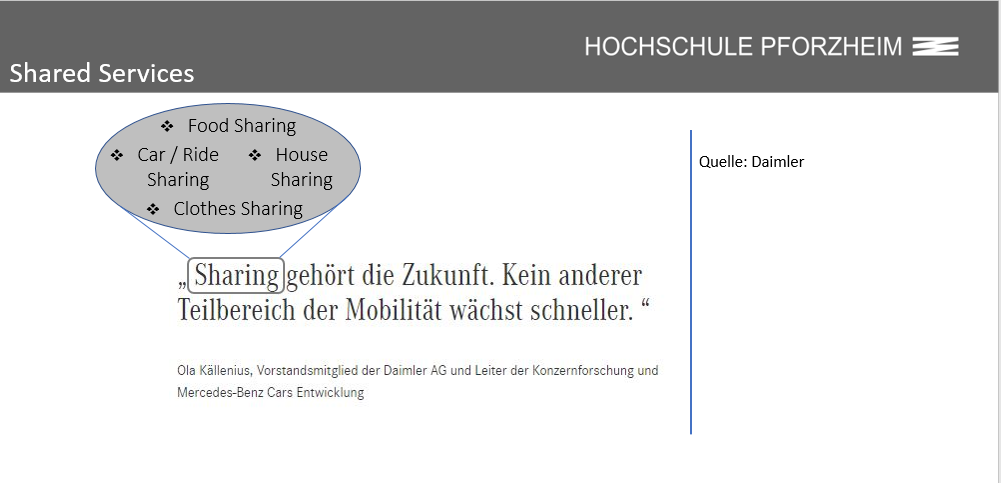 HOCHSCHULE PFORZHEIM
Shared Services
❖ Food Sharing
❖ Car / Ride Sharing
❖ House Sharing
❖ Clothes Sharing
„Sharing gehört die Zukunft. Kein anderer
Teilbereich der Mobilität wächst schneller. “
Ola Källenius, Vorstandsmitglied der Daimler AG und Leiter der Konzernforschung und
Mercedes-Benz Cars Entwicklung
Quelle: Daimler